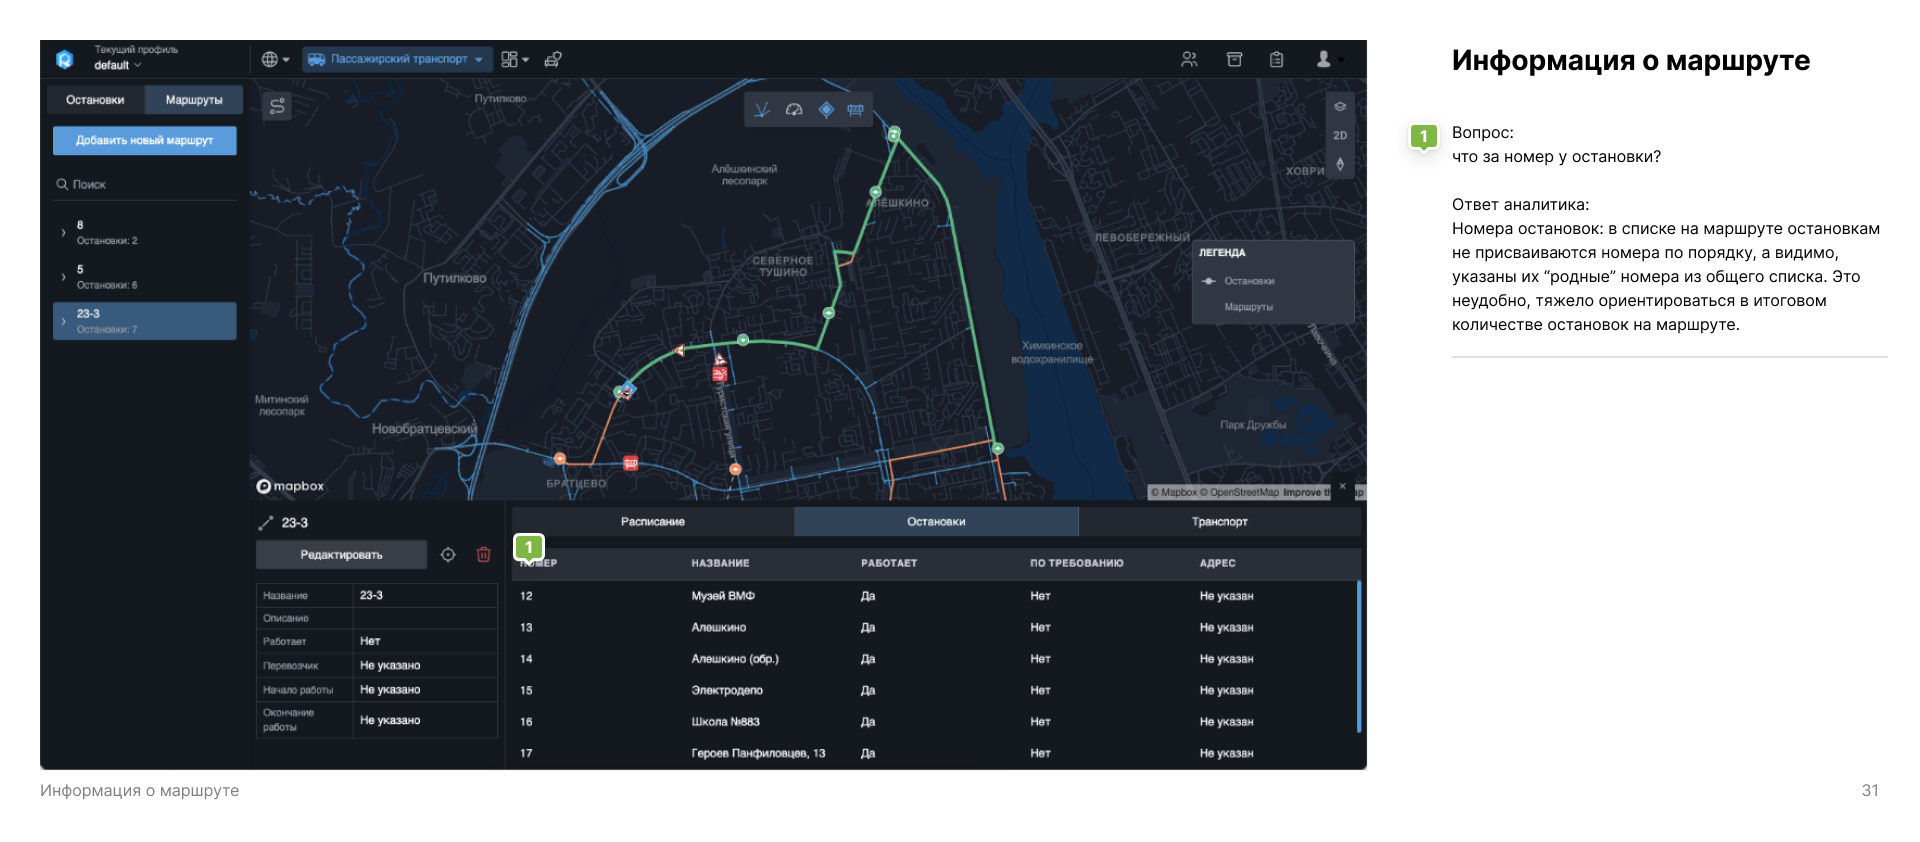 Текущий профиль
default
Пассажирский транспорт
Остановки
Маршруты
Добавить новый маршрут
Поиск
8
Остановки: 2
5
Остановки: 6
23-3
Остановки: 7
Путилково
Алёшкинский
лесопарк
АЛЁШКИНО
2D
ХОВРИ
ЛЕВОБЕРЕЖНЫЙ
СЕВЕРНОЕ
ТУШИНО
Путилково
ЛЕГЕНДА
Остановки
Маршруты
Химкинское
водохранилище
Митинский
лесопарк
Новобратцевский
Парк Дружбы
БРАТЦЕВО
mapbox
© Mapbox © OpenStreetMap Improve th
23-3
Редактировать
Название 23-3
Описание
Работает Нет
Перевозчик Не указано
Начало работы Не указано
Окончание
работы Не указано
Расписание
Остановки
Транспорт
1
НОМЕР НАЗВАНИЕ РАБОТАЕТ ПО ТРЕБОВАНИЮ АДРЕС
12 Музей ВМФ Да Нет Не указан
13 Алешкино Да Нет Не указан
14 Алешкино (обр.) Да Нет Не указан
15 Электродепо Да Нет Не указан
16 Школа №883 Да Нет Не указан
17 Героев Панфиловцев, 13 Да Нет Не указан
Информация о маршруте
1
Вопрос:
что за номер у остановки?
Ответ аналитика:
Номера остановок: в списке на маршруте остановкам
не присваиваются номера по порядку, а видимо,
указаны их “родные” номера из общего списка. Это
неудобно, тяжело ориентироваться в итоговом
количестве остановок на маршруте.
Информация о маршруте
31